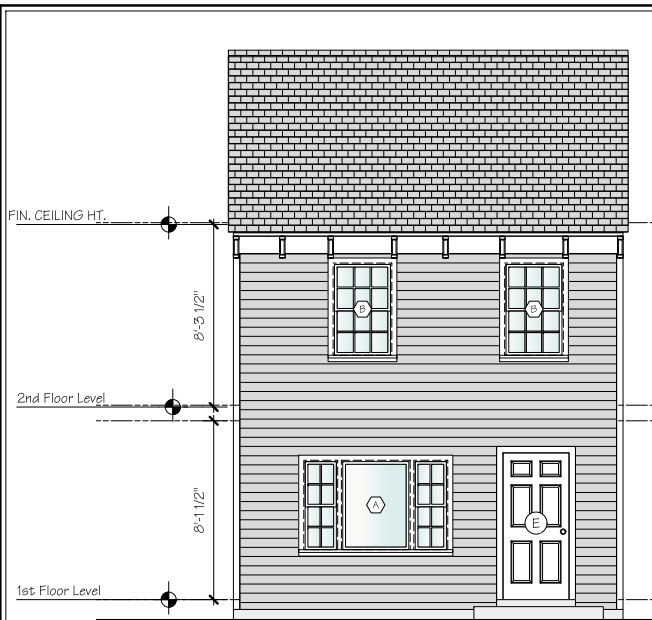 FIN. CEILING HT.
8'-3 1/2"
B
B
2nd Floor Level
8'-1 1/2"
A
E
1st Floor Level